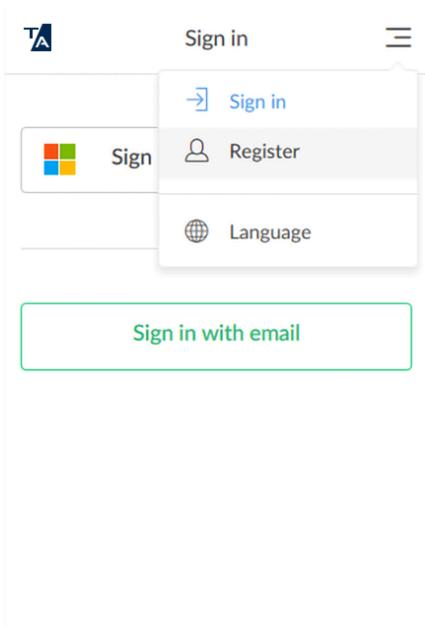 TA
Sign in
Sign in
Register
Sign
Language
Sign in with email